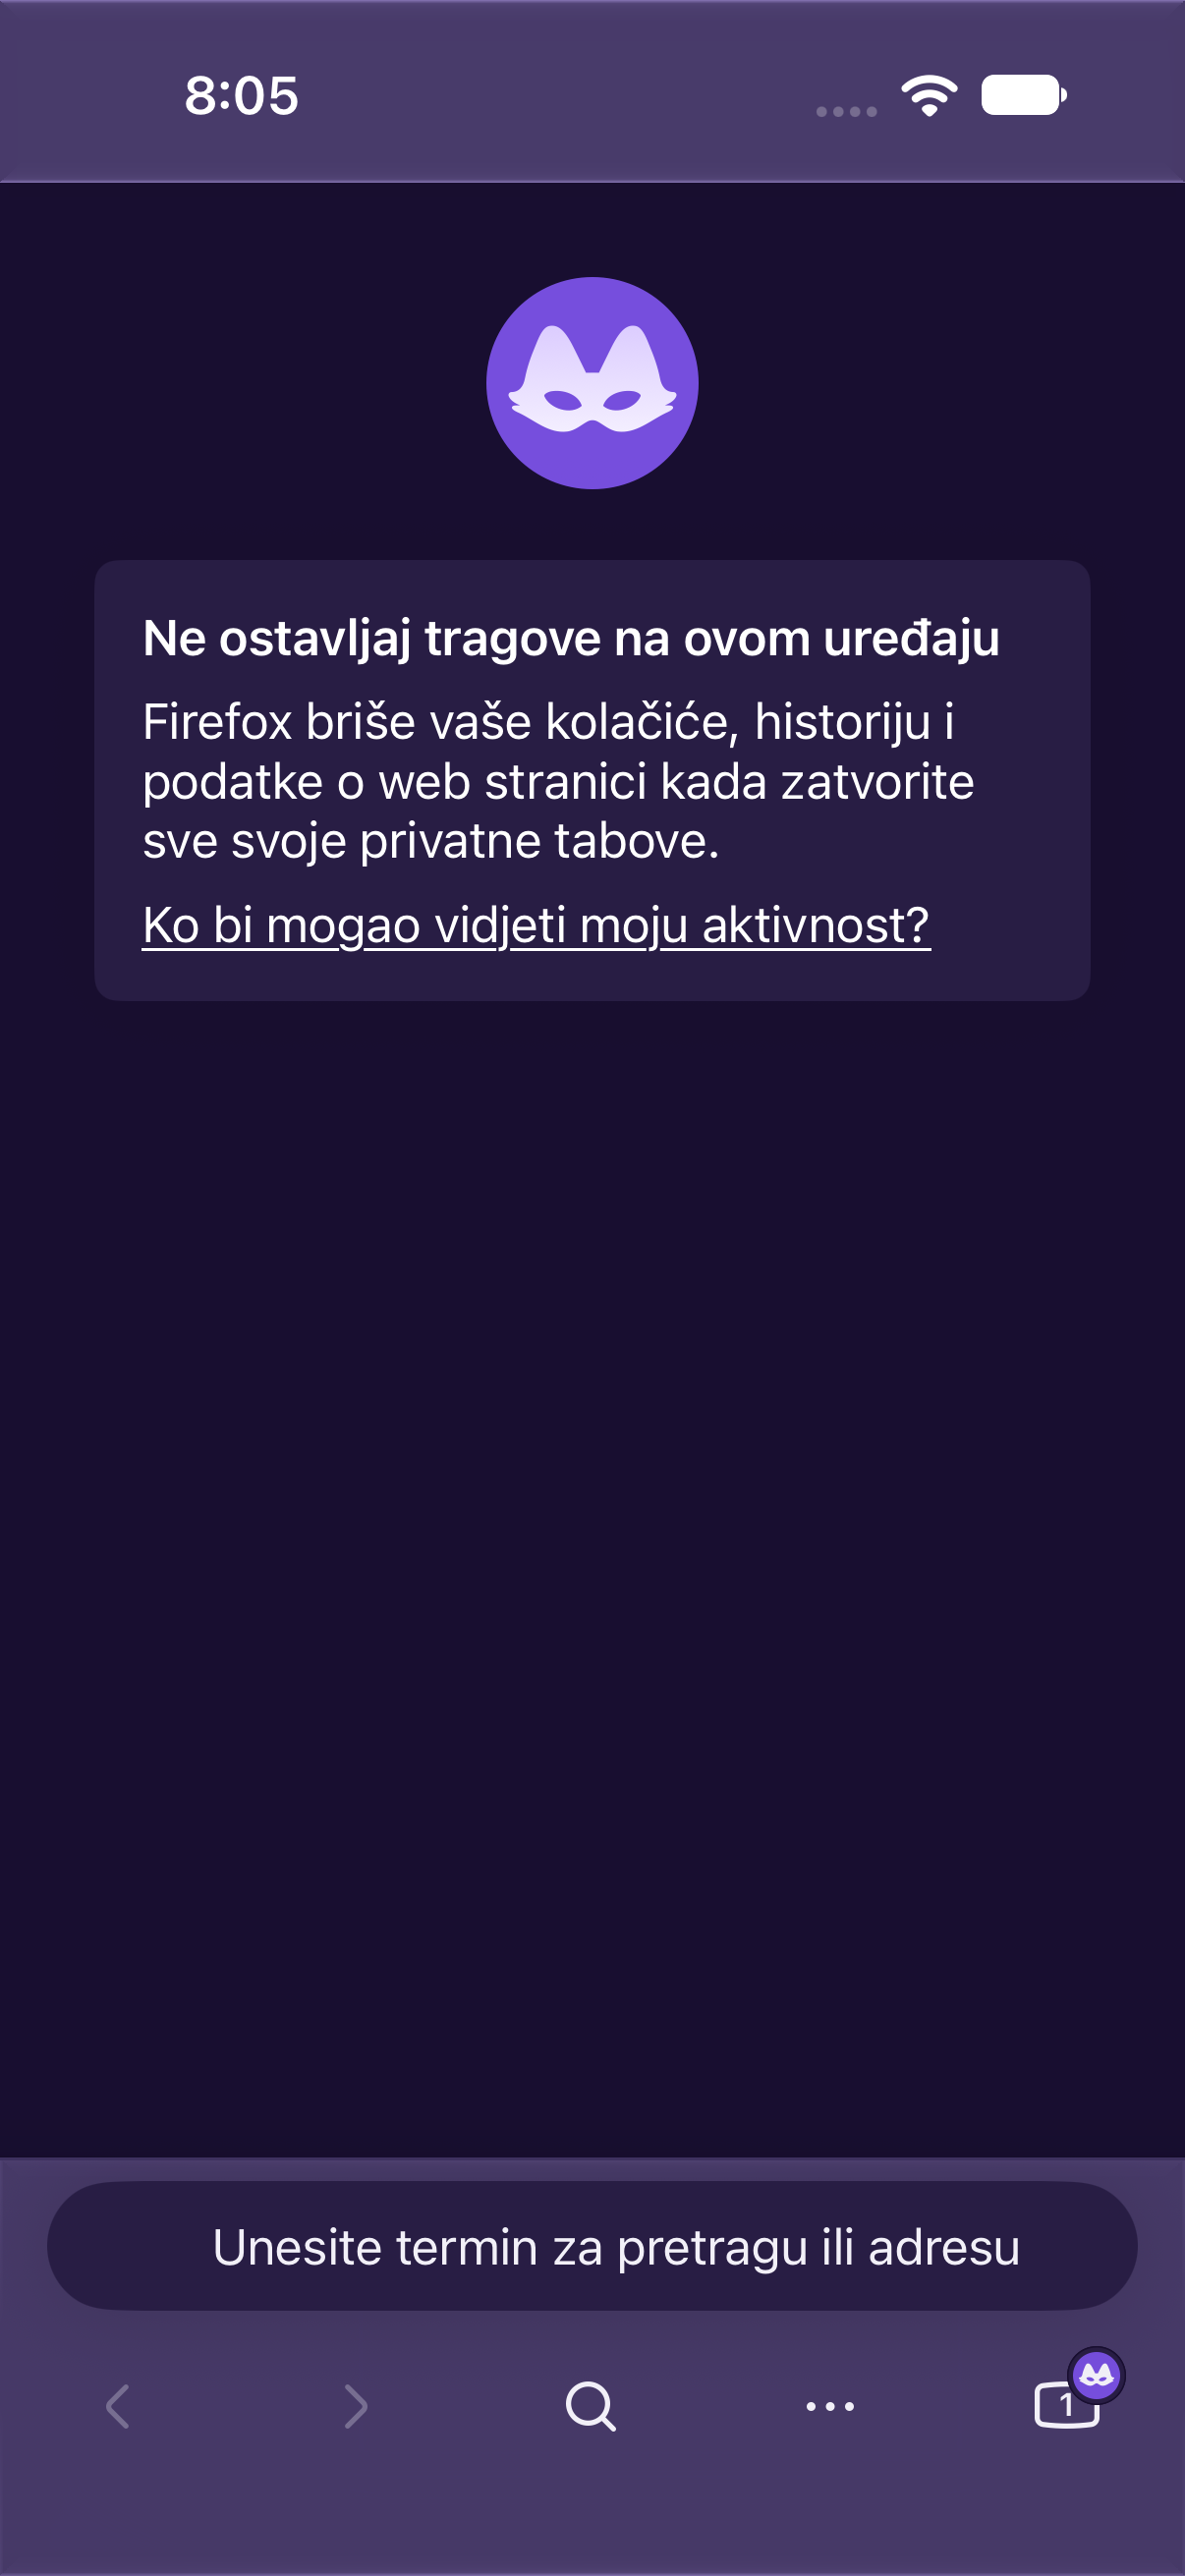 8:05
Ne ostavljaj tragove na ovom uređaju
Firefox briše vaše kolačiće, historiju i
podatke o web stranici kada zatvorite
sve svoje privatne tabove.
Ko bi mogao vidjeti moju aktivnost?
Unesite termin za pretragu ili adresu
1